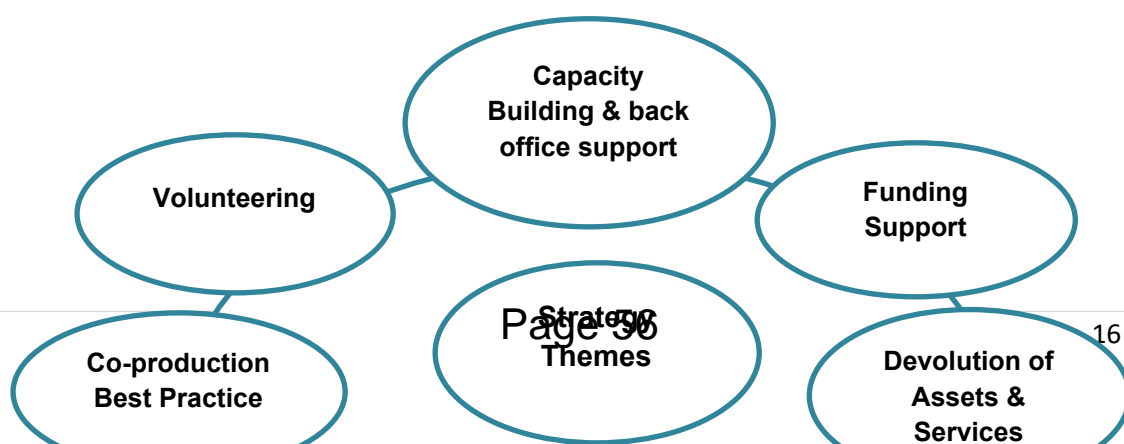 Capacity
Building & back
office support
Volunteering
Funding
Support
Strategy
Themes
Page 56
16
Co-production
Best Practice
Devolution of
Assets &
Services